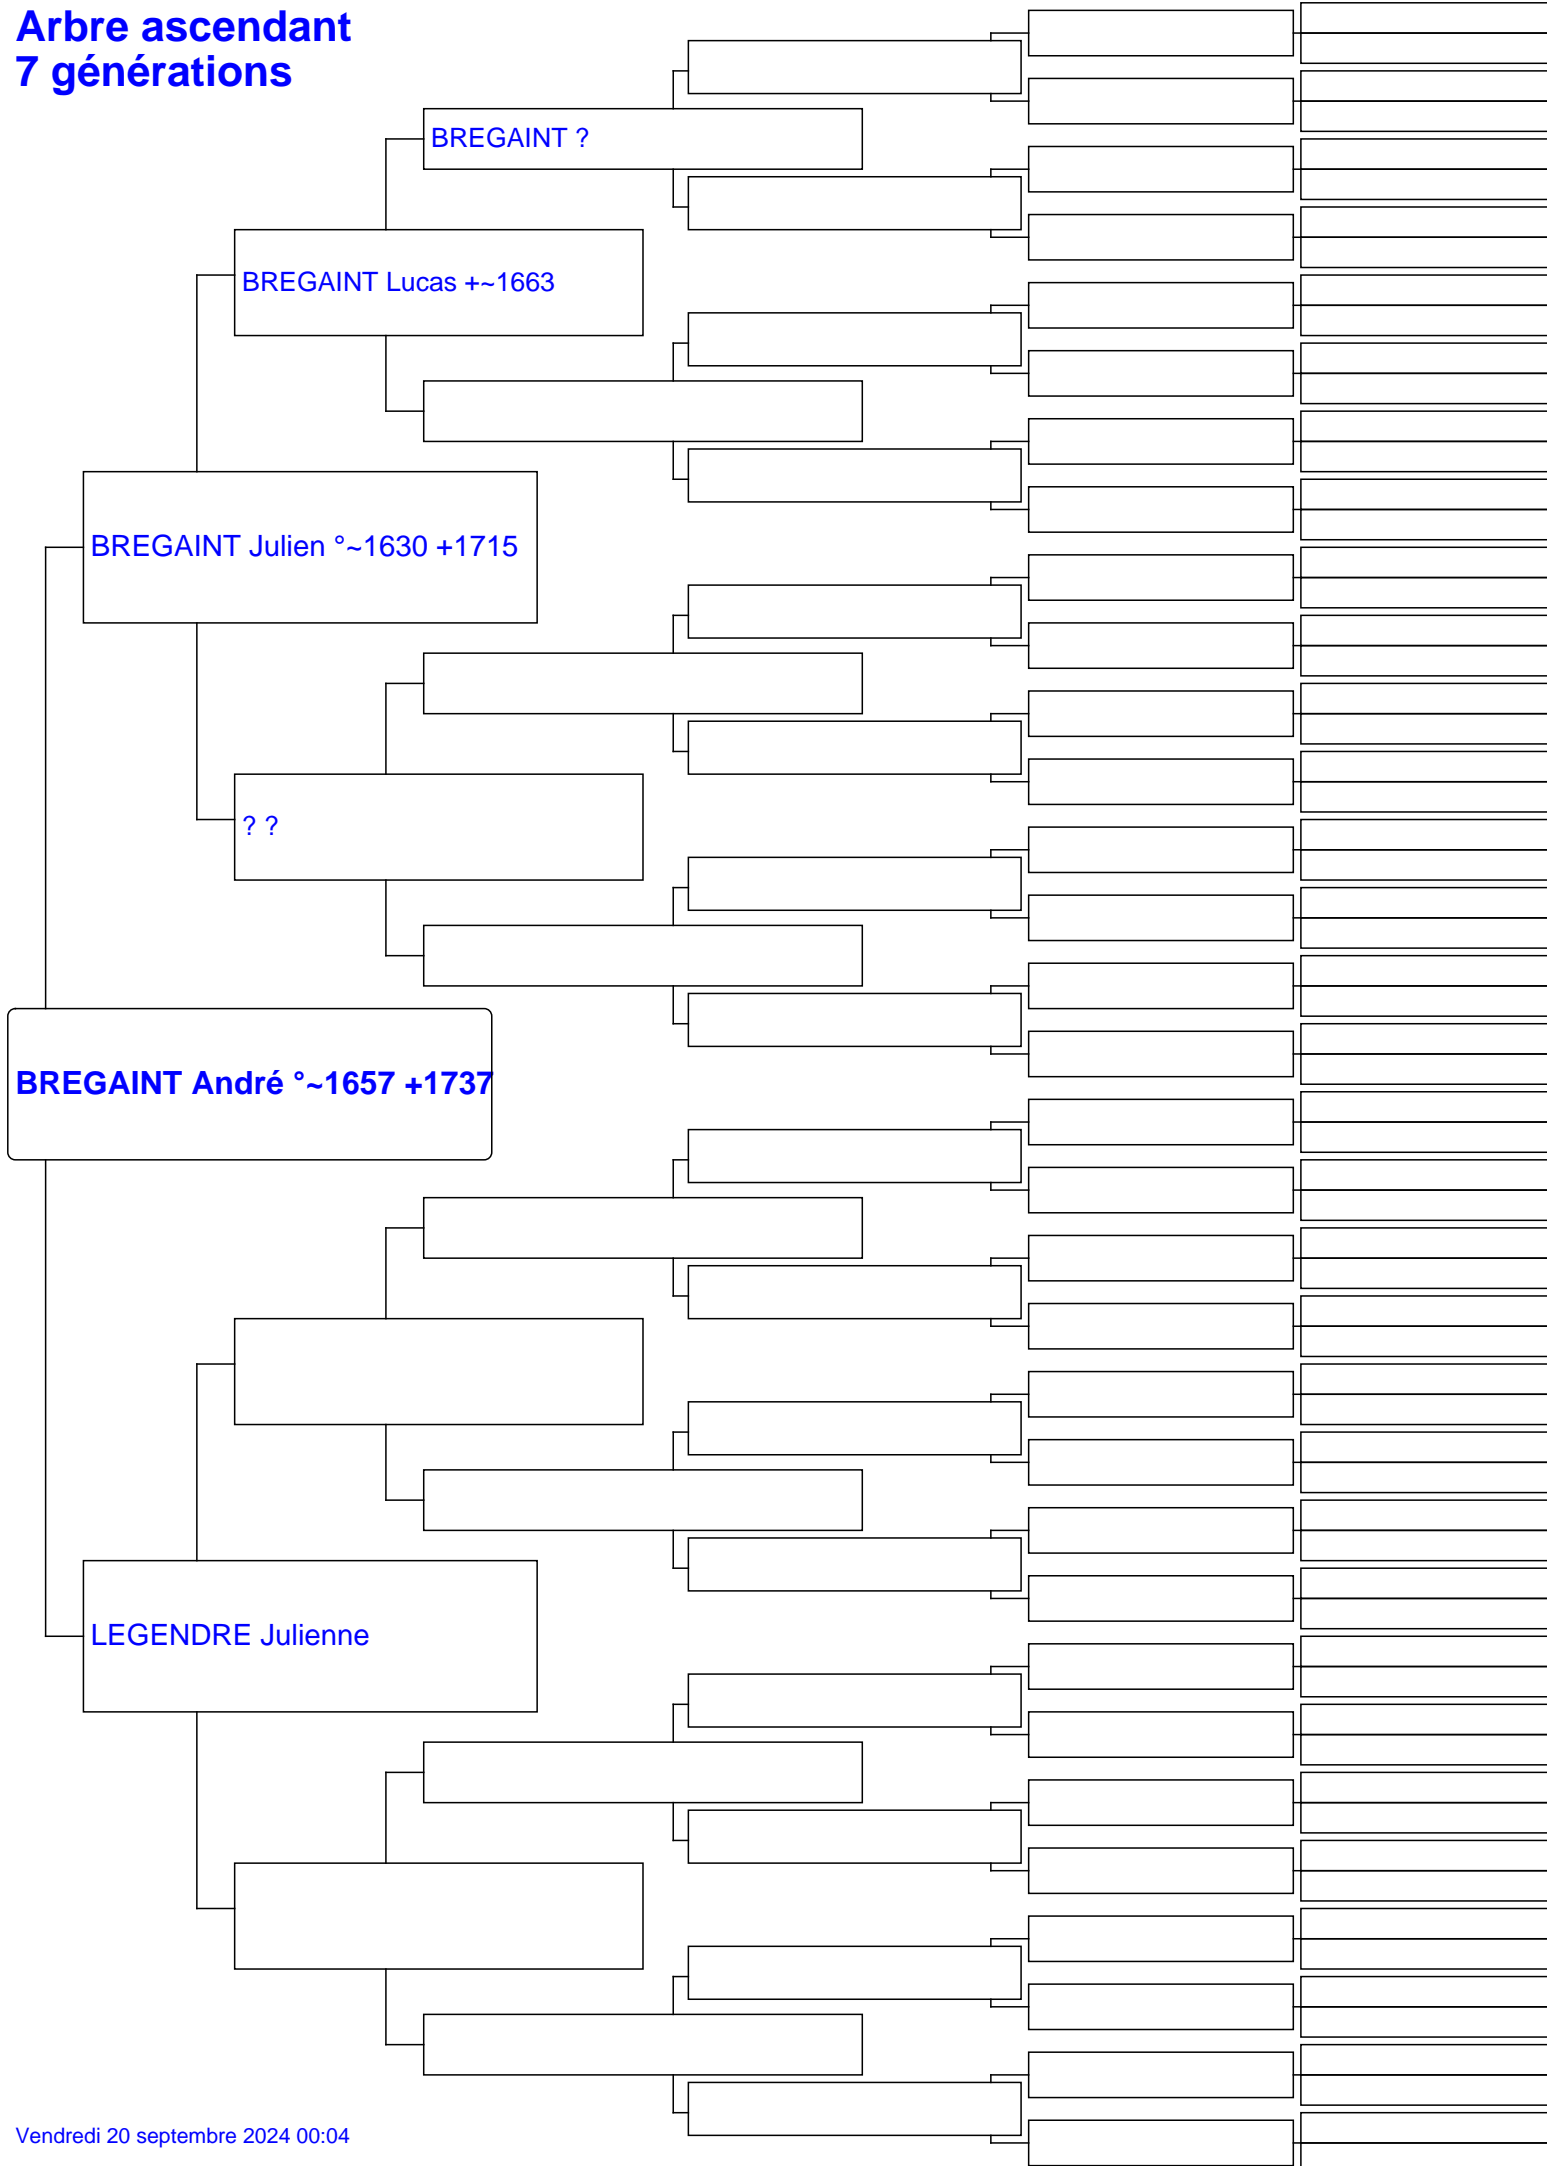 Arbre ascendant
7 générations
BREGAINT ?
BREGAINT Lucas +~1663
BREGAINT Julien °~1630 +1715
? ?
BREGAINT André °~1657 +1737
LEGENDRE Julienne
Vendredi 20 septembre 2024 00:04